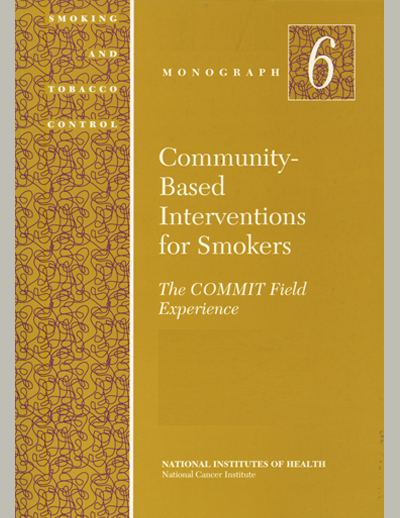 SMOKING
AND
TOBACCO
CONTROL
MONOGRAPH
6
Community-
Based
Interventions
for Smokers
The COMMIT Field
Experience
NATIONAL INSTITUTES OF HEALTH
National Cancer Institute